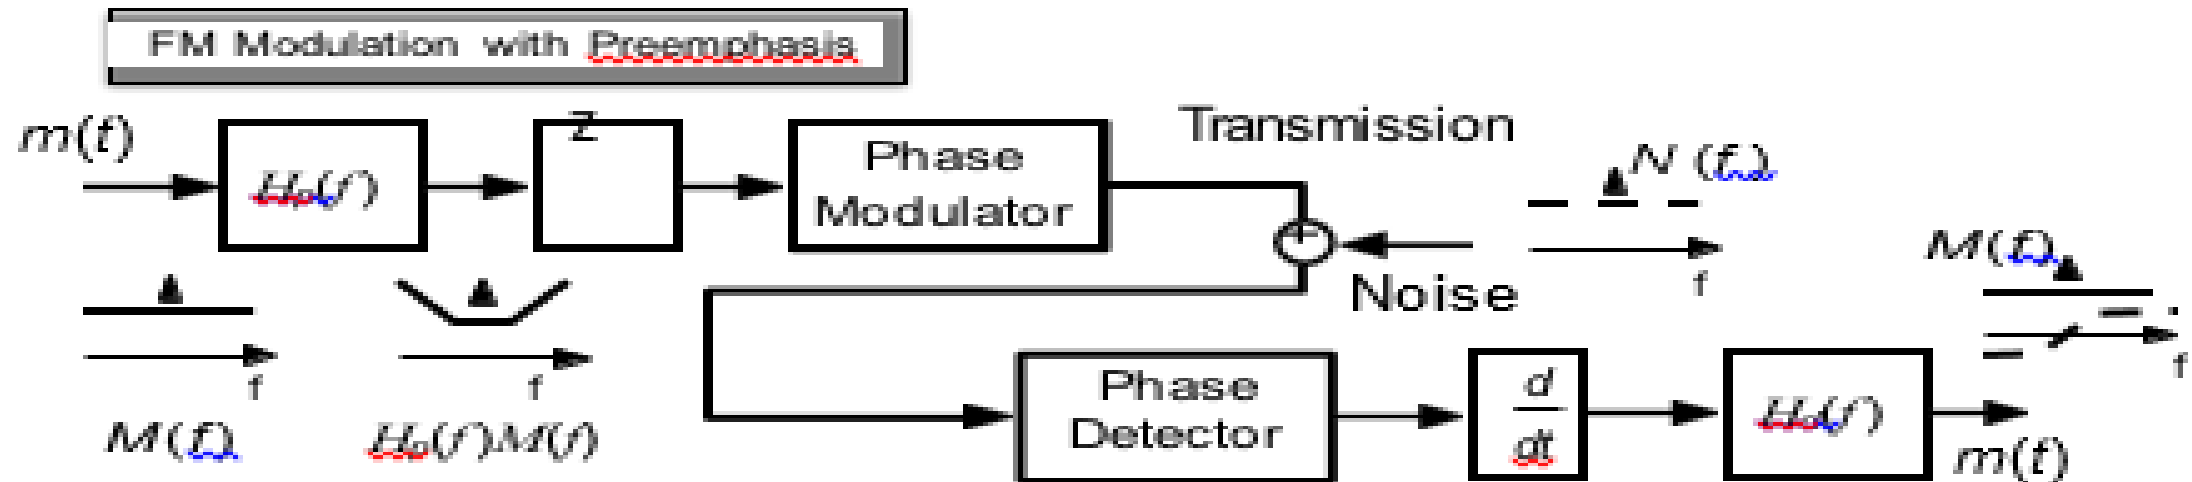 FM Modulation with Preemphasis
m(t)
Z
Phase
Modulator
Transmission
N (f)
f
Noise
f
M(f)
f
M(f)
f
Phase
Detector
d
dt
m(t)